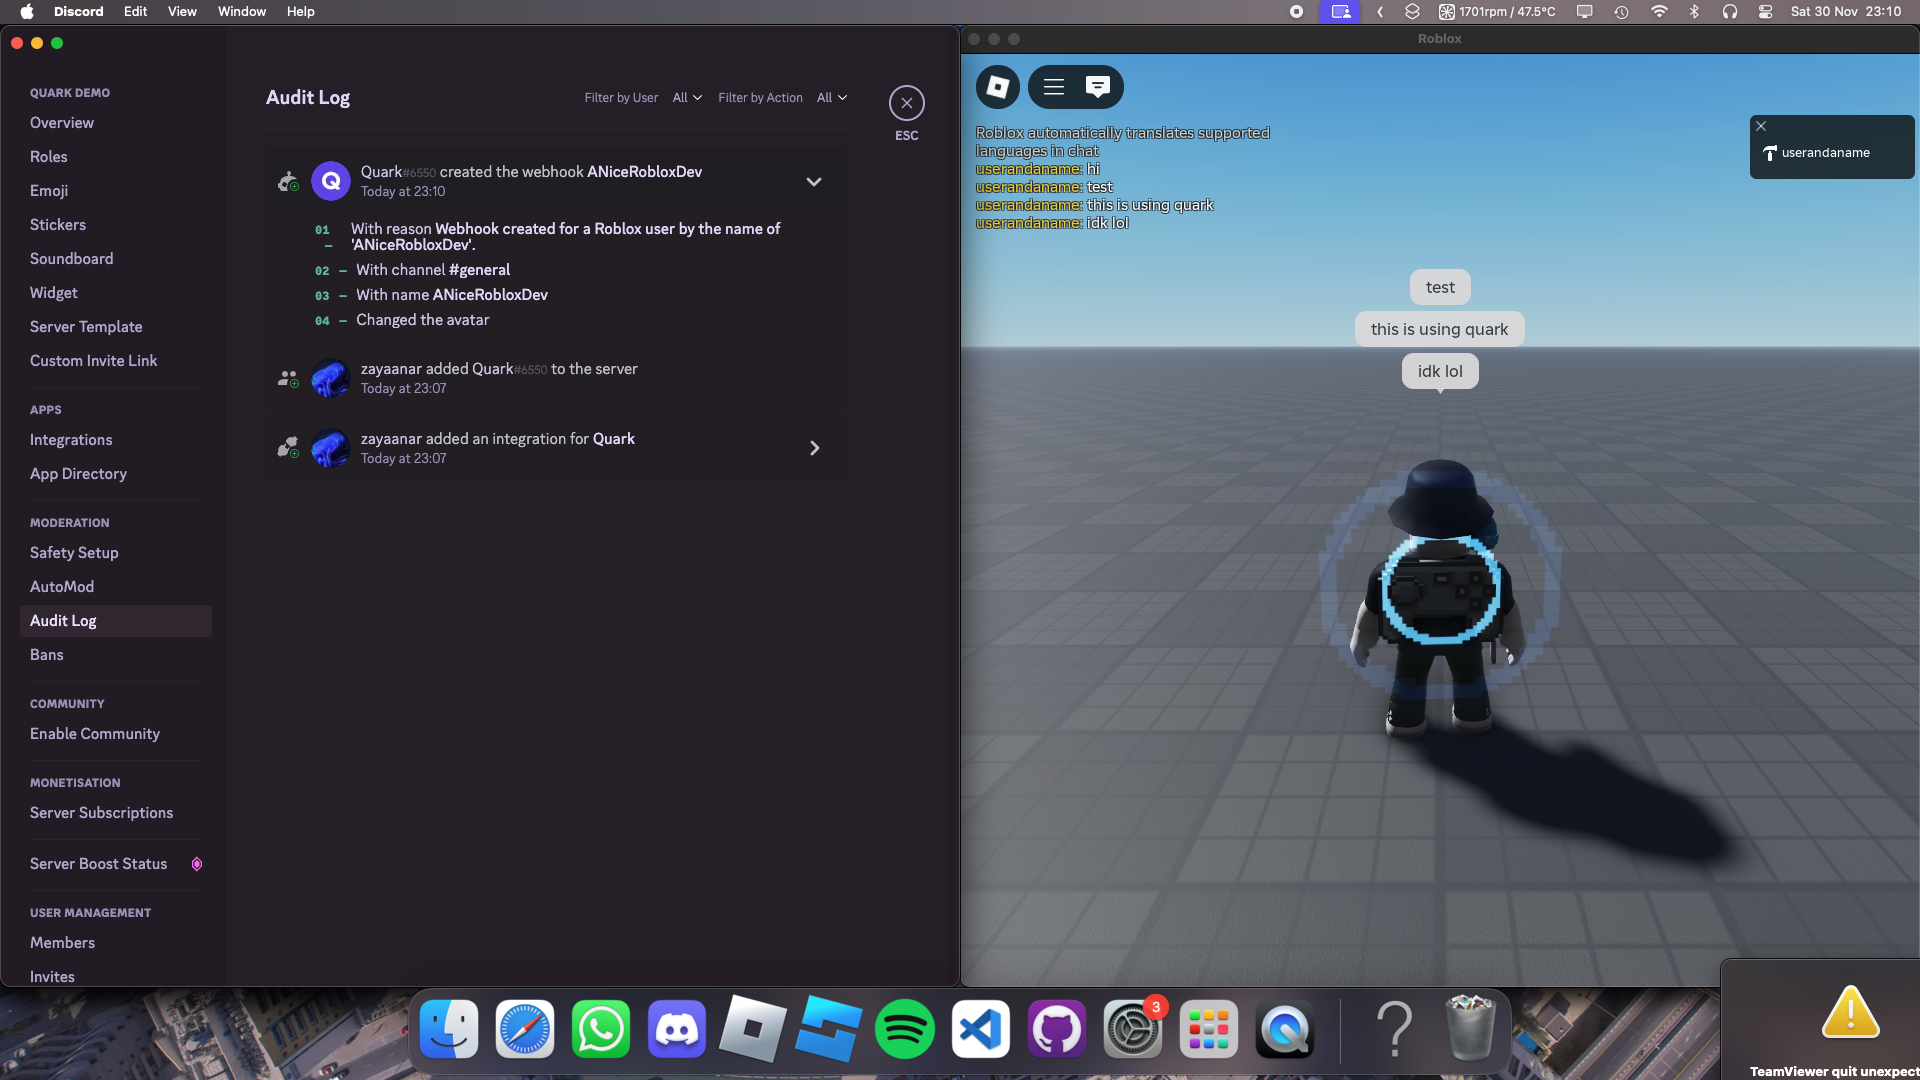 Discord Edit View Window Help
1701rpm / 47.5°C Sat 30 Nov 23:10
QUARK DEMO
Overview
Roles
Emoji
Stickers
Soundboard
Widget
Server Template
Custom Invite Link
APPS
Integrations
App Directory
MODERATION
Safety Setup
AutoMod
Audit Log
Bans
COMMUNITY
Enable Community
MONETISATION
Server Subscriptions
Server Boost Status
USER MANAGEMENT
Members
Invites
Audit Log
Filter by User All Filter by Action All
ESC
Q
Quark#6550 created the webhook ANiceRobloxDev
Today at 23:10
01 – With reason Webhook created for a Roblox user by the name of
'ANiceRobloxDev'.
02 – With channel #general
03 – With name ANiceRobloxDev
04 – Changed the avatar
zayaanar added Quark#6550 to the server
Today at 23:07
zayaanar added an integration for Quark
Today at 23:07
Roblox
Roblox automatically translates supported
languages in chat
userandaname: hi
userandaname: test
userandaname: this is using quark
userandaname: idk lol
userandaname
test
this is using quark
idk lol
3
?
TeamViewer quit unexpect